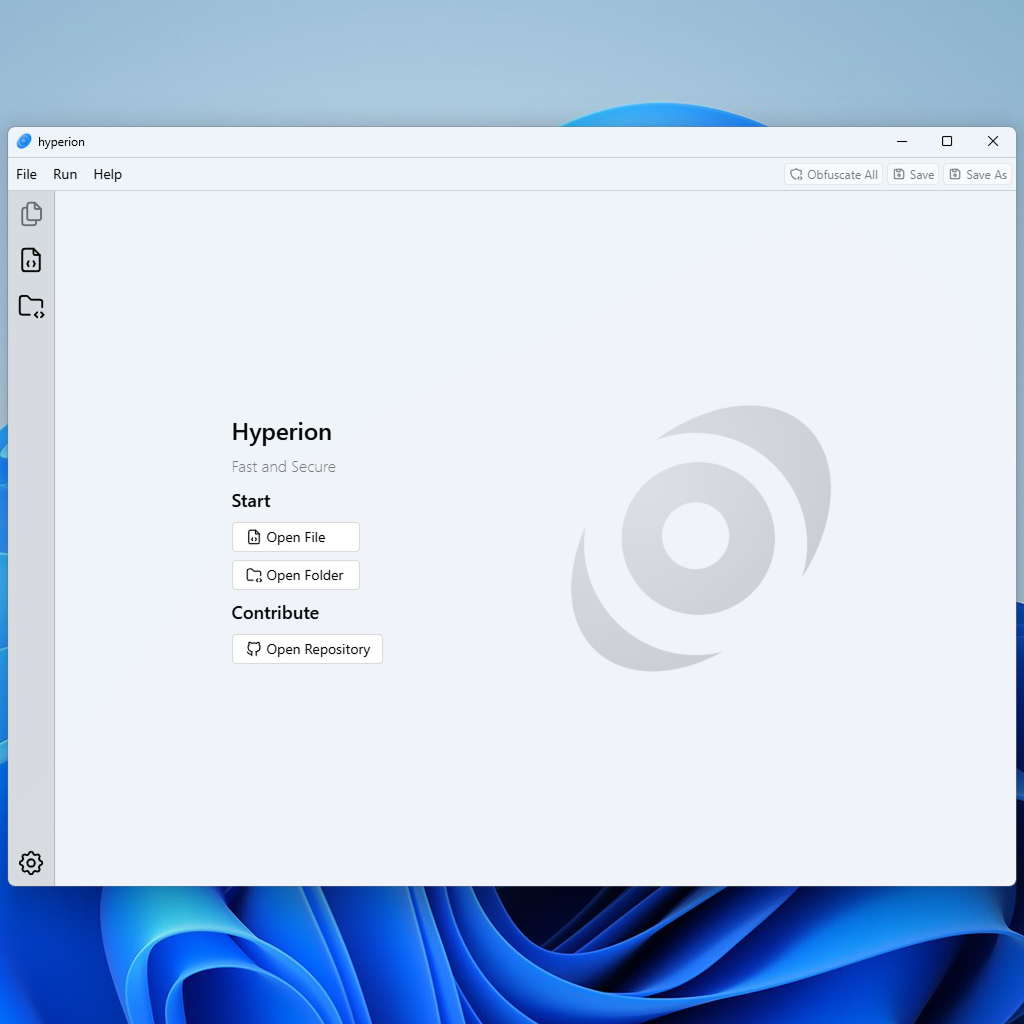 hyperion
File Run Help Obfuscate All Save Save As
Hyperion
Fast and Secure
Start
Open File
Open Folder
Contribute
Open Repository